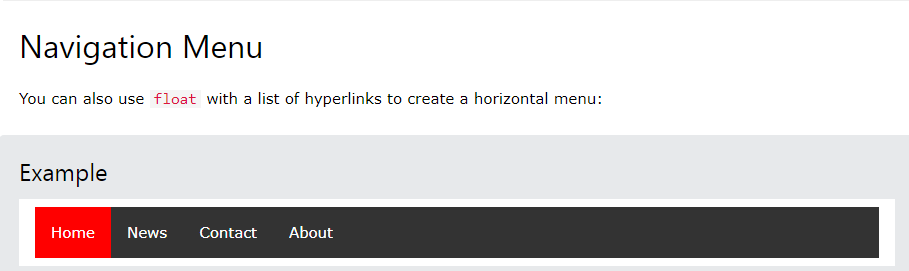 Navigation Menu
You can also use float with a list of hyperlinks to create a horizontal menu:
Example
Home News Contact About